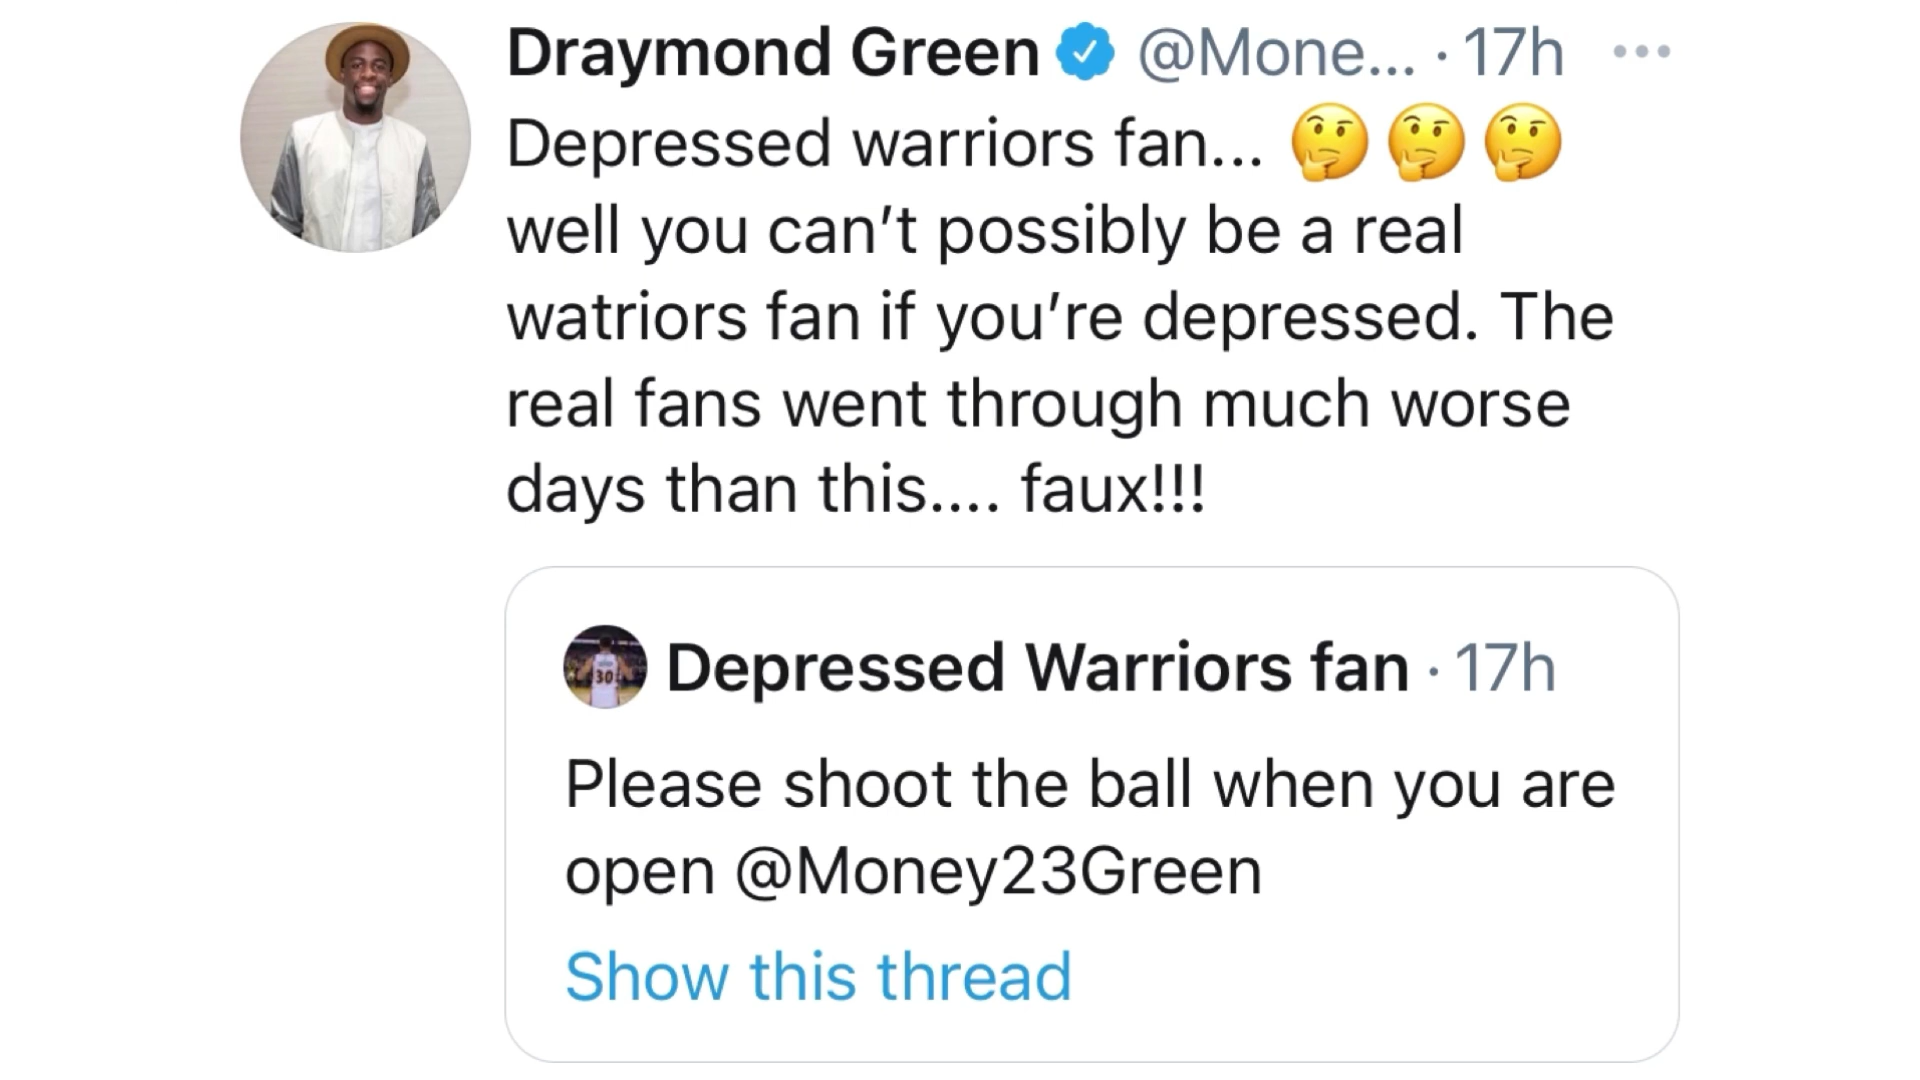 Draymond Green @Mone... · 17h
Depressed warriors fan... 🤔🤔🤔
well you can’t possibly be a real
watriors fan if you’re depressed. The
real fans went through much worse
days than this.... faux!!!
30
Depressed Warriors fan · 17h
Please shoot the ball when you are
open @Money23Green
Show this thread